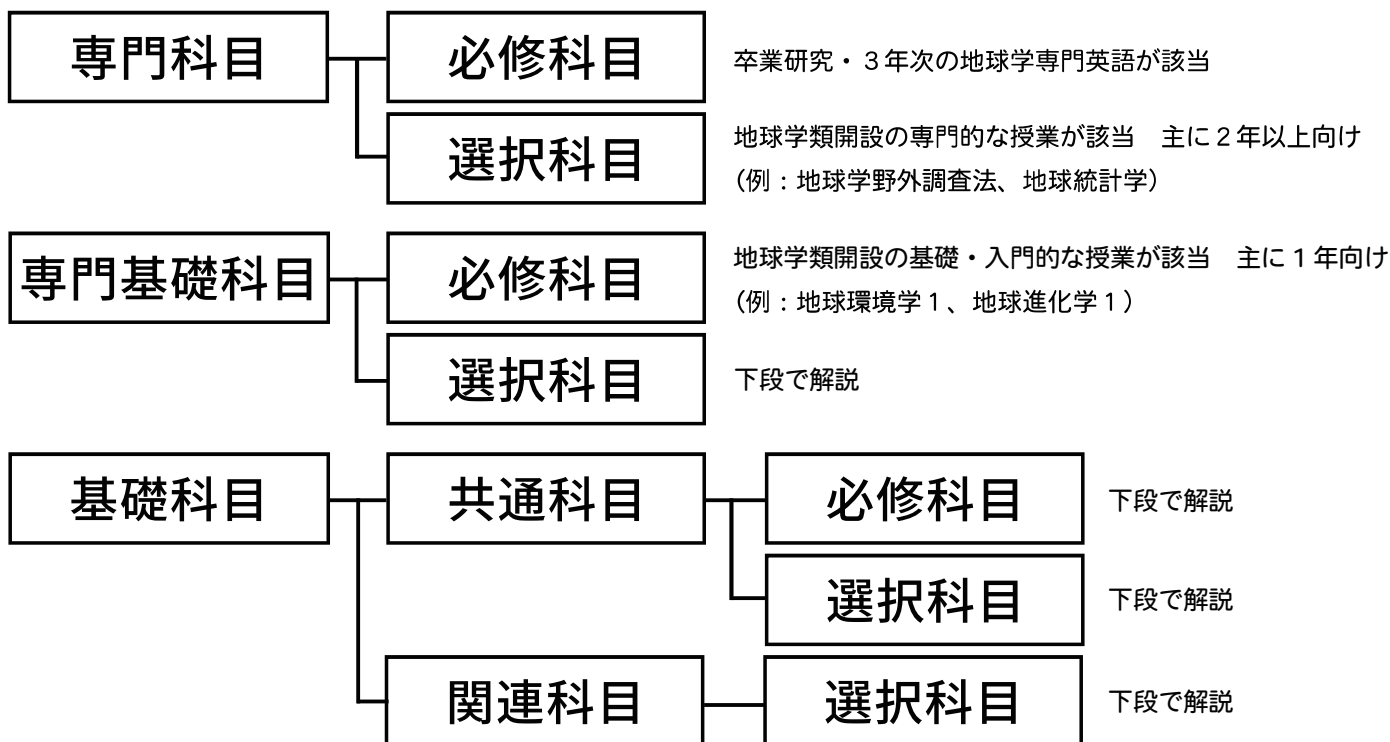 専門科目
必修科目
卒業研究・３年次の地球学専門英語が該当
選択科目
地球学類開設の専門的な授業が該当　主に２年以上向け
（例：地球学野外調査法、地球統計学）
専門基礎科目
必修科目
地球学類開設の基礎・入門的な授業が該当　主に１年向け
（例：地球環境学１、地球進化学１）
選択科目
下段で解説
基礎科目
共通科目
必修科目
下段で解説
選択科目
下段で解説
関連科目
選択科目
下段で解説